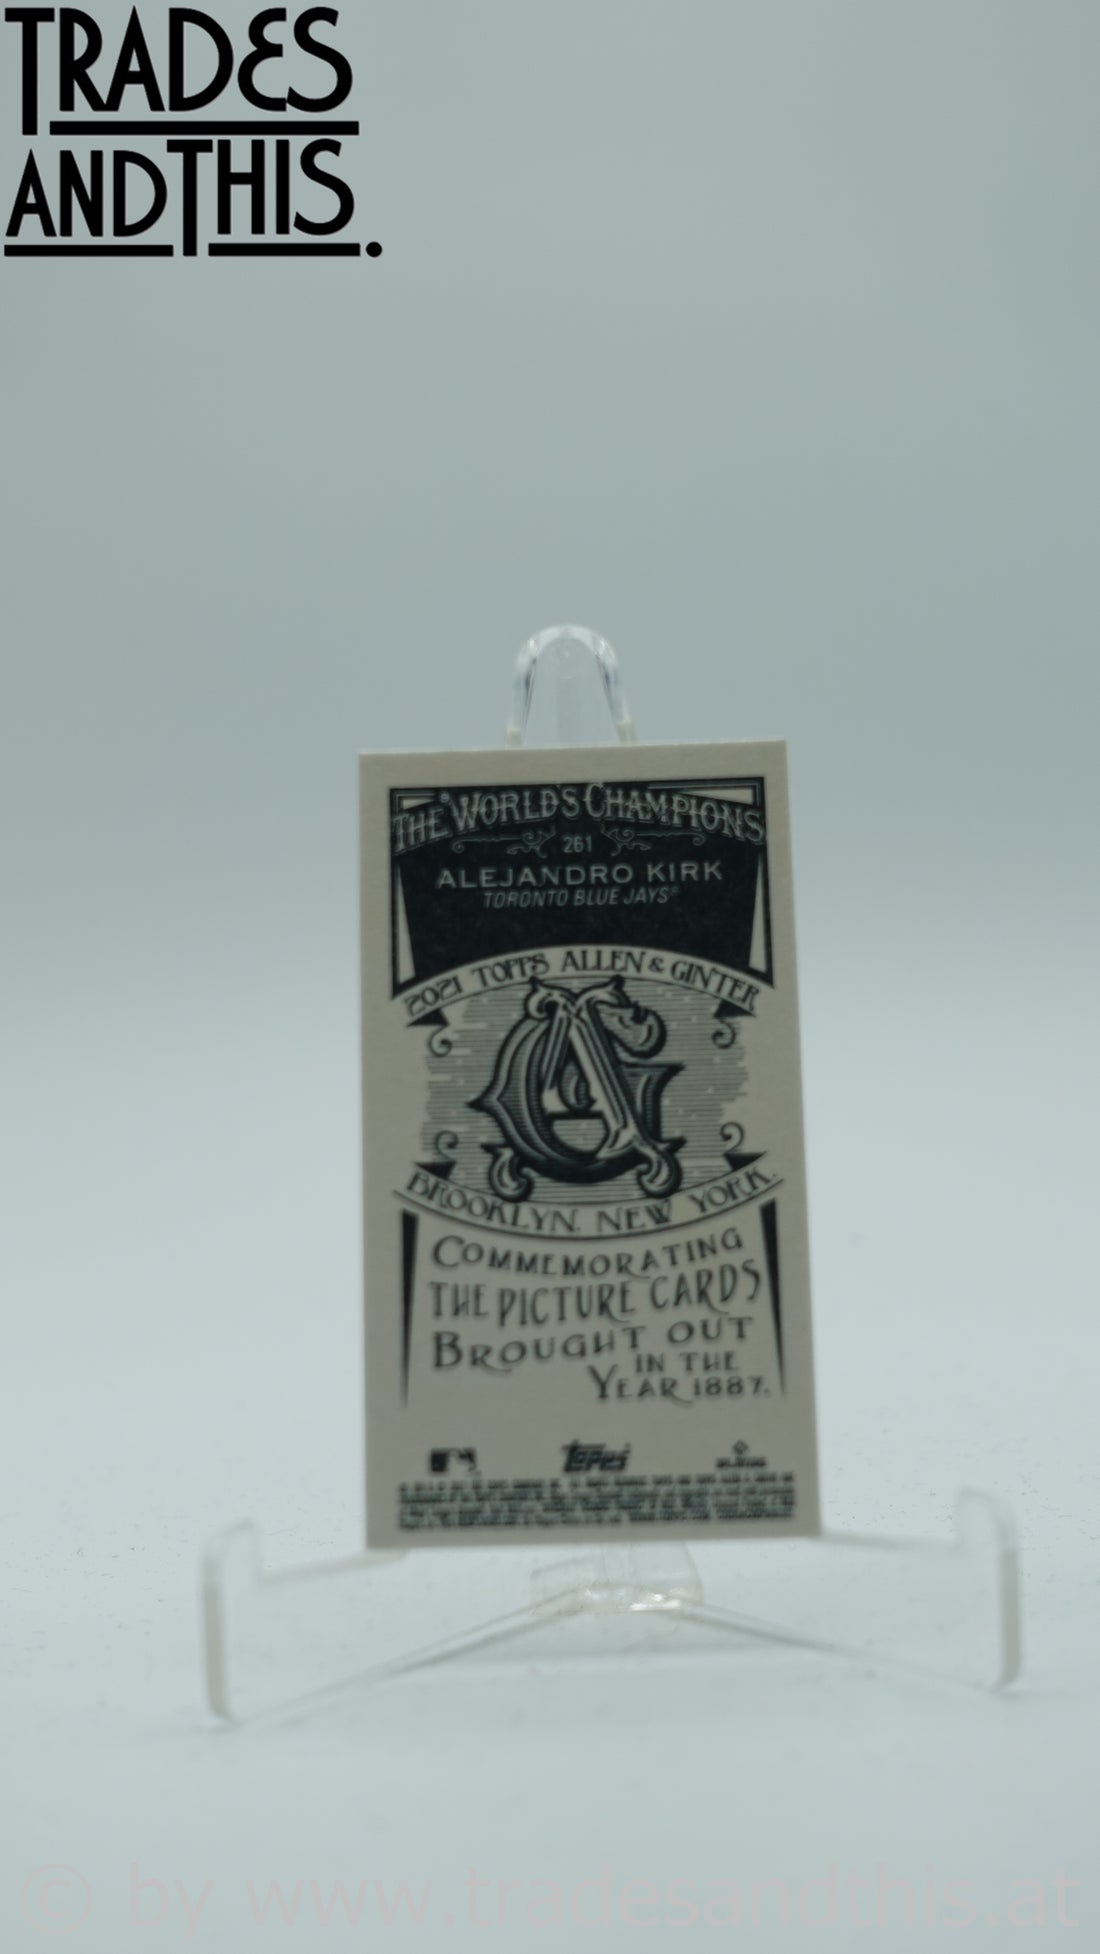 TRADES
ANDTHIS.
THE WORLD'S CHAMPIONS
261
ALEJANDRO KIRK
TORONTO BLUE JAYS®
2021 TOPPS ALLEN & GINTER
AG
BROOKLYN, NEW YORK.
COMMEMORATING
THE PICTURE CARDS
BROUGHT OUT
IN THE
YEAR 1887.
Topps
© by www.tradesandthis.at